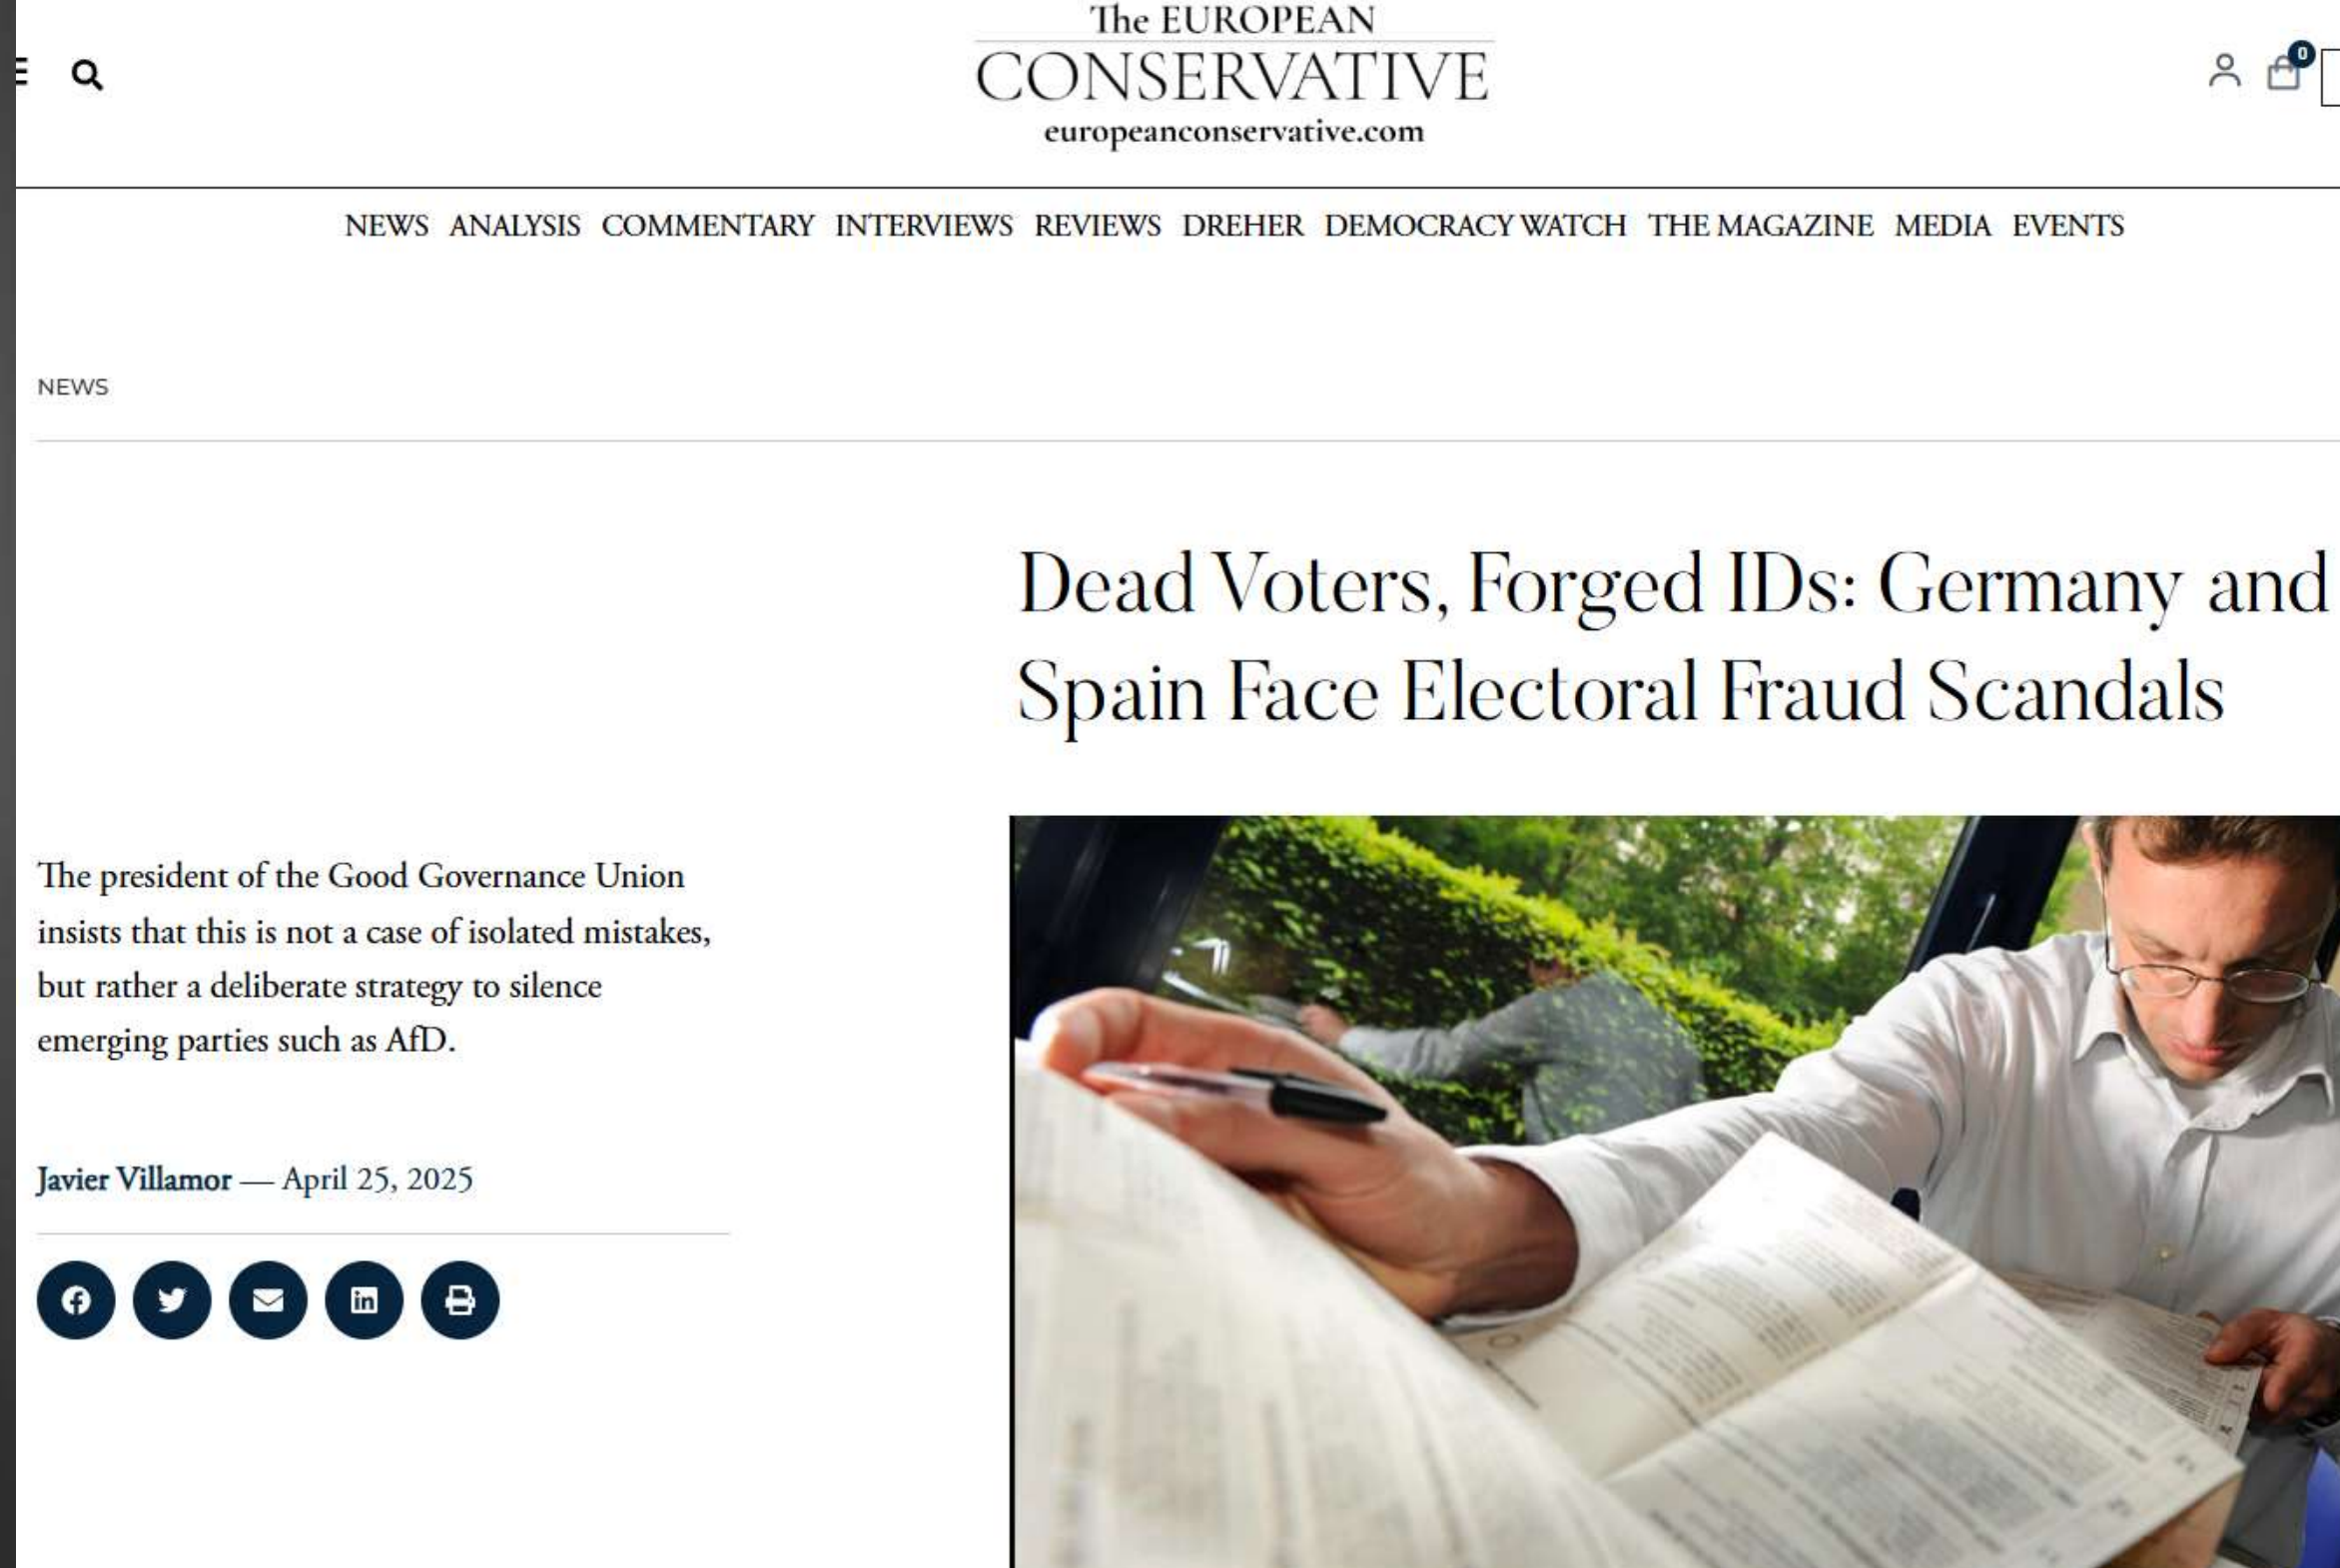 The EUROPEAN
CONSERVATIVE
europeanconservative.com
0
NEWS ANALYSIS COMMENTARY INTERVIEWS REVIEWS DREHER DEMOCRACY WATCH THE MAGAZINE MEDIA EVENTS
NEWS
Dead Voters, Forged IDs: Germany and
Spain Face Electoral Fraud Scandals
The president of the Good Governance Union
insists that this is not a case of isolated mistakes,
but rather a deliberate strategy to silence
emerging parties such as AfD.
Javier Villamor — April 25, 2025